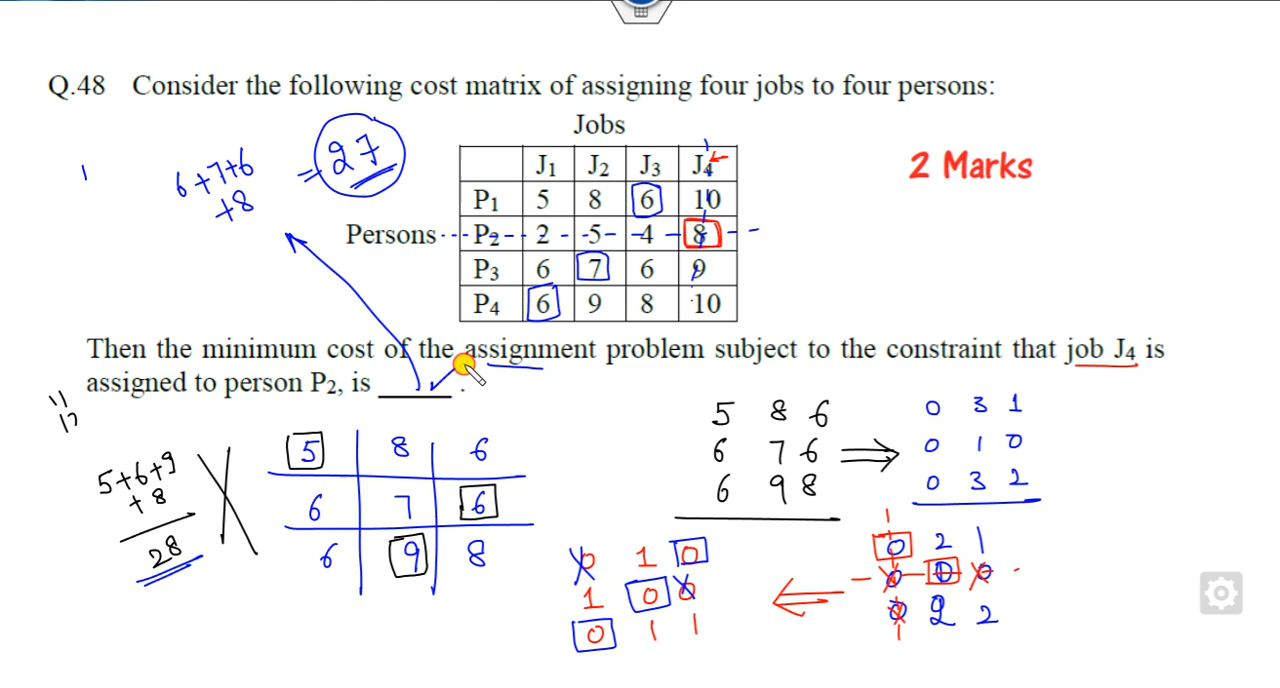 Q.48 Consider the following cost matrix of assigning four jobs to four persons:
Jobs
6+7+6
+8
= 27
2 Marks
J1 J2 J3 J4
P1 5 8 6 10
Persons P2 2 5 4 8
P3 6 7 6 9
P4 6 9 8 10
Then the minimum cost of the assignment problem subject to the constraint that job J4 is
assigned to person P2, is ______ .
5+6+9
+ 8
28
5 8 6
6 7 6
6 9 8
5 8 6
6 7 6
6 9 8
0 3 1
0 1 0
0 3 2
0 2 1
0 0 0
0 2 2
0 1 0
1 0 0
0 1 1